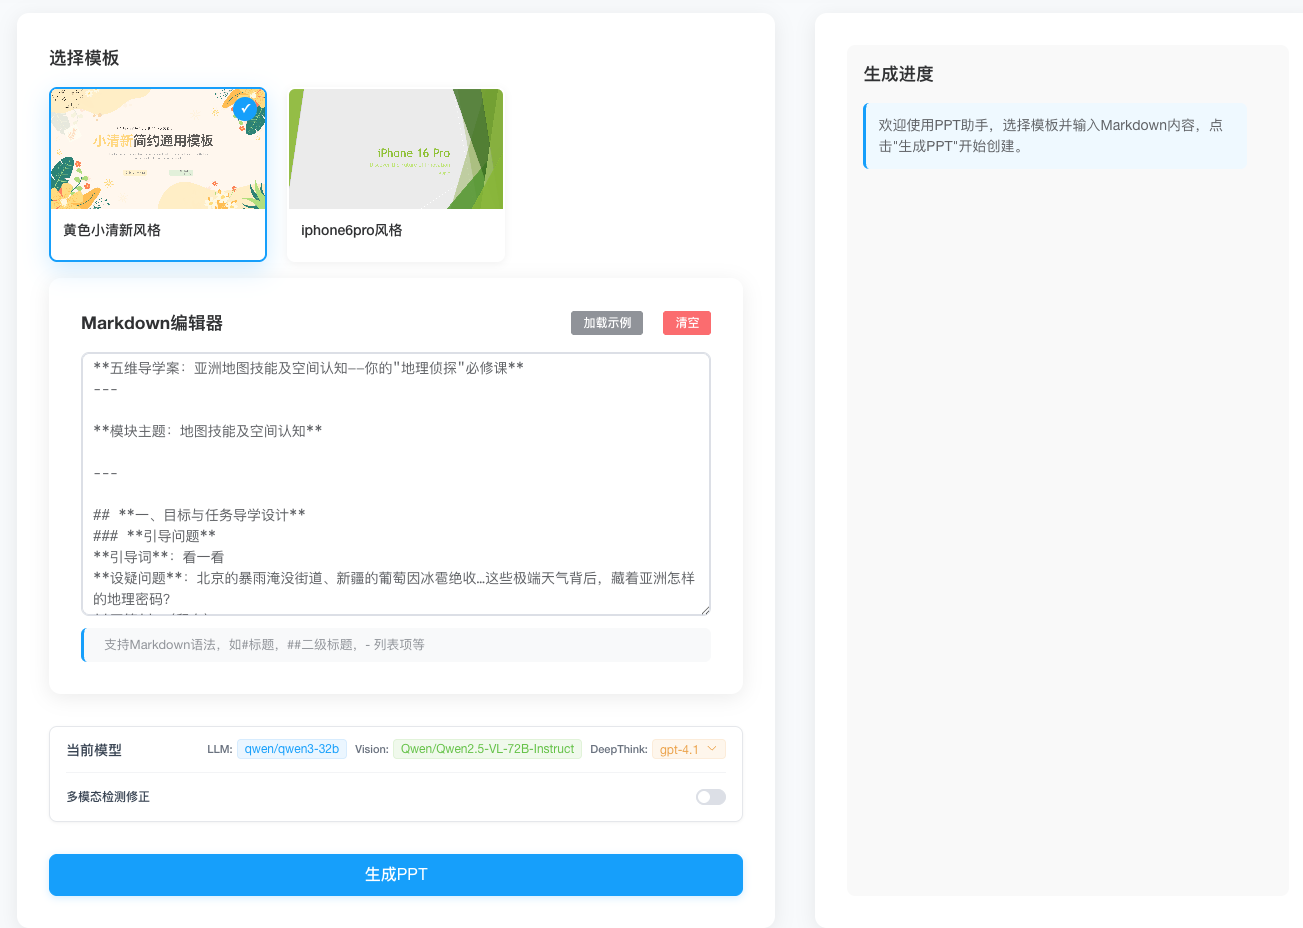 选择模板
小清新简约通用模板
黄色小清新风格
iPhone 16 Pro
iphone6pro风格
Markdown编辑器
加载示例
清空
**五维导学案：亚洲地图技能及空间认知——你的"地理侦探"必修课**
---
**模块主题：地图技能及空间认知**
---
## **一、目标与任务导学设计**
### **引导问题**
**引导词**：看一看
**设疑问题**：北京的暴雨淹没街道、新疆的葡萄因冰雹绝收…这些极端天气背后，藏着亚洲怎样
的地理密码？
支持Markdown语法，如#标题，##二级标题，- 列表项等
当前模型
LLM: qwen/qwen3-32b Vision: Qwen/Qwen2.5-VL-72B-Instruct DeepThink: gpt-4.1
多模态检测修正
生成PPT
生成进度
欢迎使用PPT助手，选择模板并输入Markdown内容，点
击"生成PPT"开始创建。